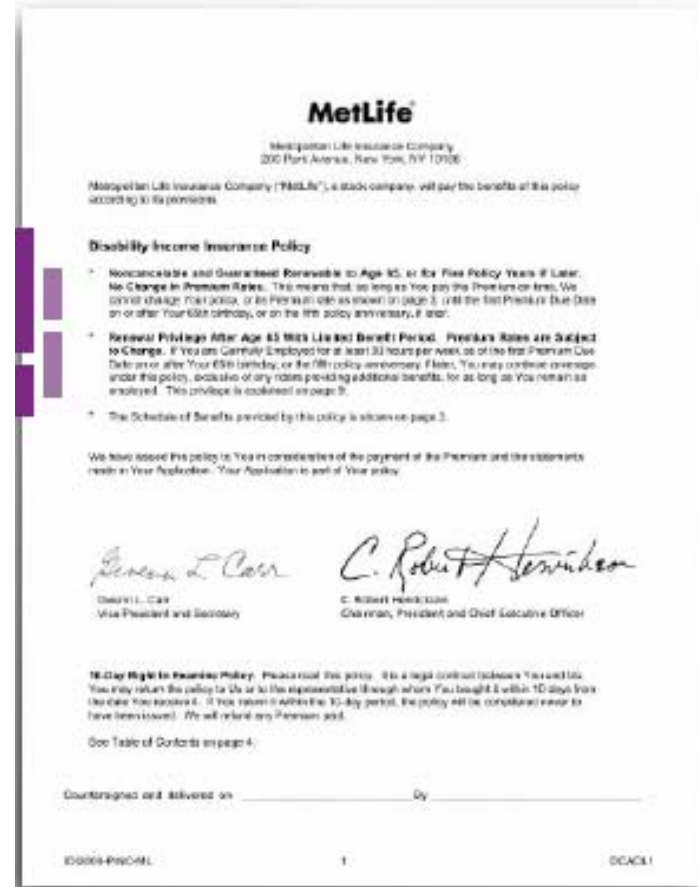 MetLife
Metropolitan Life Insurance Company
200 Park Avenue, New York, NY 10166
Metropolitan Life Insurance Company ("MetLife"), a stock company, will pay the benefits of this policy
according to its provisions.
Disability Income Insurance Policy
* Noncancelable and Guaranteed Renewable to Age 65, or for Five Policy Years if Later.
No Change in Premium Rates. This means that, as long as You pay the Premium on time, We
cannot change Your policy, or its Premium rate as shown on page 3, until the first Premium Due Date
on or after Your 65th birthday, or on the fifth policy anniversary, if later.
* Renewal Privilege After Age 65 With Limited Benefit Period. Premium Rates are Subject
to Change. If You are Gainfully Employed for at least 30 hours per week, as of the first Premium Due
Date on or after Your 65th birthday, or the fifth policy anniversary, if later, You may continue coverage
under this policy, exclusive of any riders providing additional benefits, for as long as You remain so
employed. This privilege is explained on page 9.
* The Schedule of Benefits provided by this policy is shown on page 3.
We have issued this policy to You in consideration of the payment of the Premium and the statements
made in Your Application. Your Application is part of Your policy.
L. Carr
C. Robert Henrikson
L. Carr
C. Robert Henrikson
Vice-President and Secretary
Chairman, President and Chief Executive Officer
10-Day Right to Examine Policy. Please read this policy. It is a legal contract between You and Us.
You may return the policy to Us or to the representative through whom You bought it within 10 days from
the date You receive it. If You return it within the 10-day period, the policy will be considered never to
have been issued. We will refund any Premium paid.
See Table of Contents on page 4.
Countersigned and delivered on
By
1